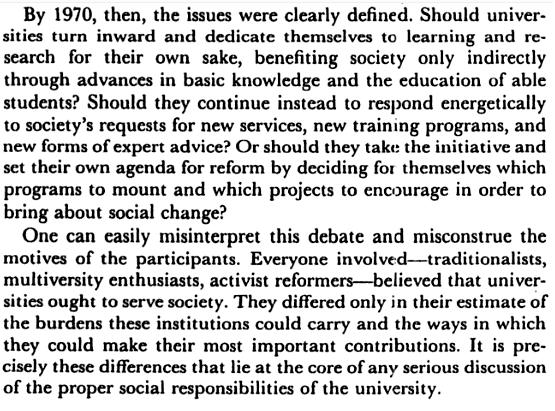 By 1970, then, the issues were clearly defined. Should univer-
sities turn inward and dedicate themselves to learning and re-
search for their own sake, benefiting society only indirectly
through advances in basic knowledge and the education of able
students? Should they continue instead to respond energetically
to society's requests for new services, new training programs, and
new forms of expert advice? Or should they take the initiative and
set their own agenda for reform by deciding for themselves which
programs to mount and which projects to encourage in order to
bring about social change?
One can easily misinterpret this debate and misconstrue the
motives of the participants. Everyone involved—traditionalists,
multiversity enthusiasts, activist reformers—believed that univer-
sities ought to serve society. They differed only in their estimate of
the burdens these institutions could carry and the ways in which
they could make their most important contributions. It is pre-
cisely these differences that lie at the core of any serious discussion
of the proper social responsibilities of the university.